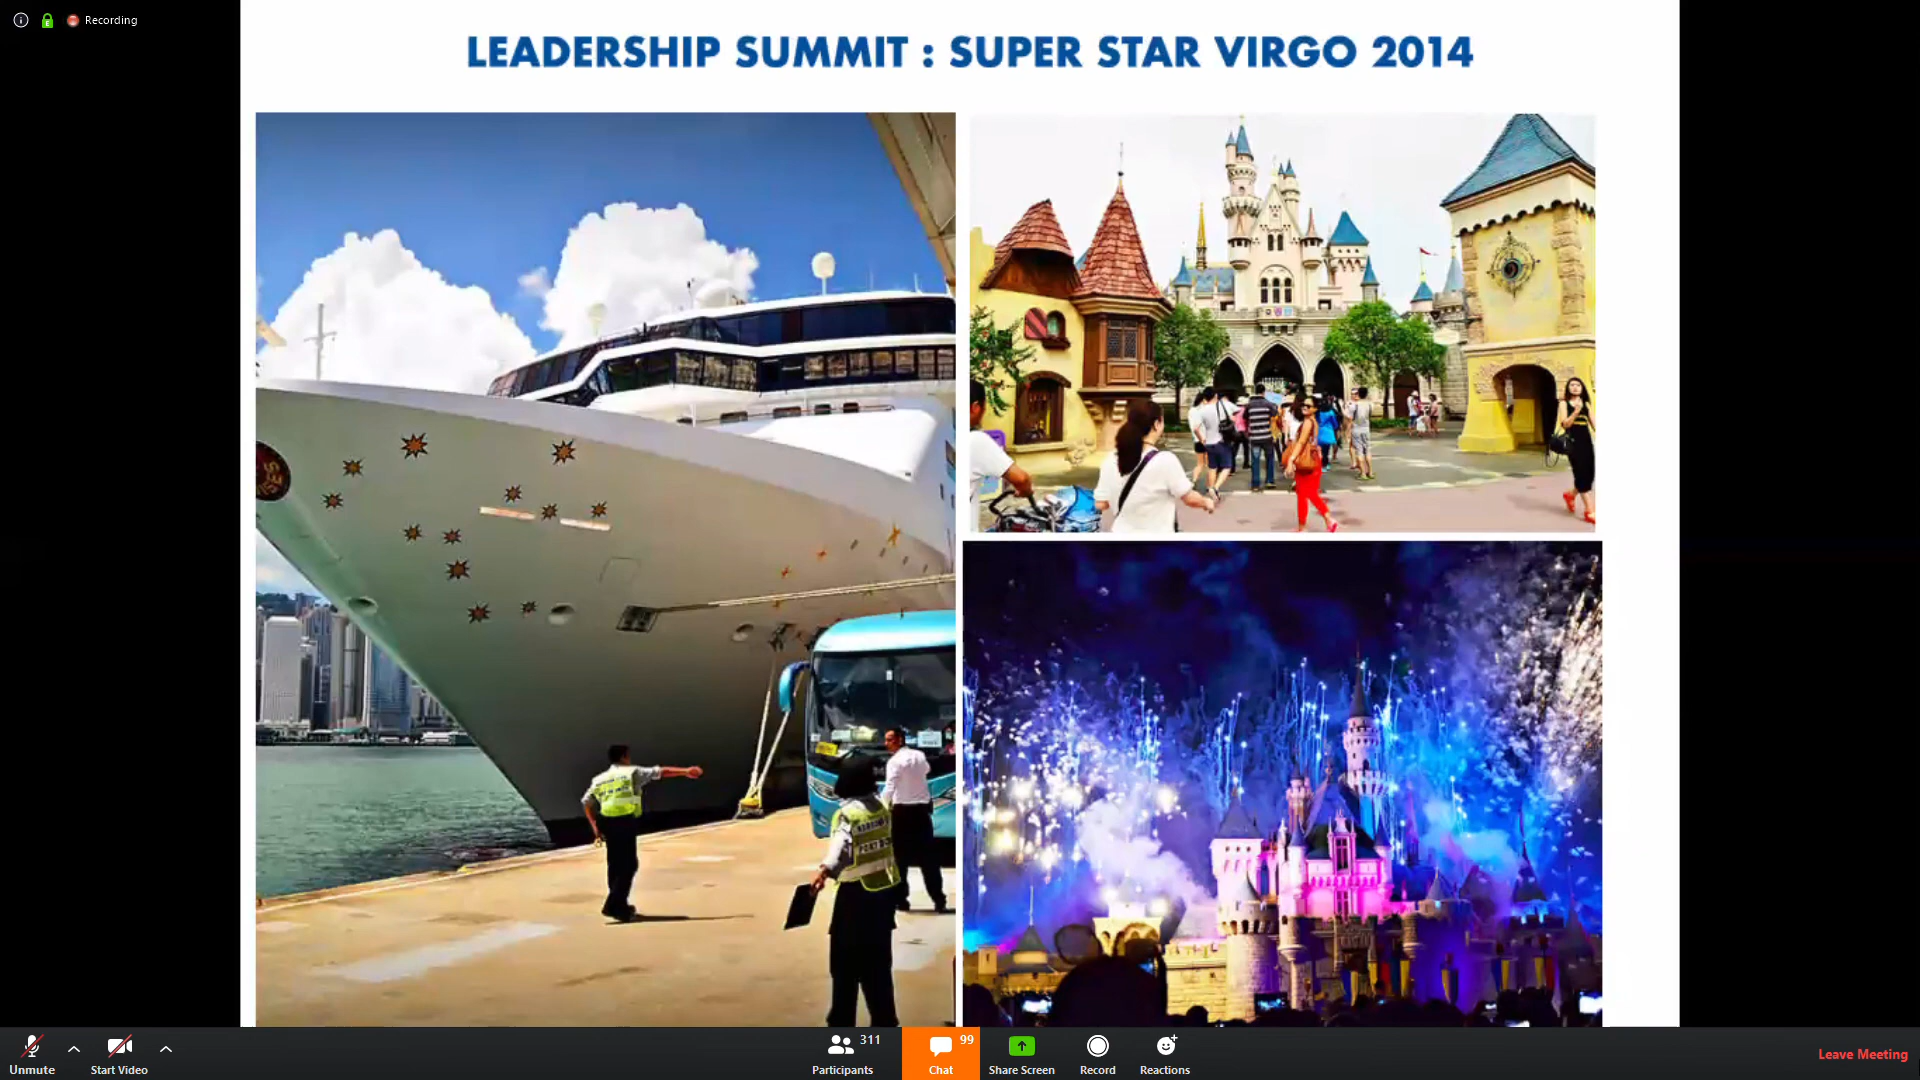 Recording
LEADERSHIP SUMMIT : SUPER STAR VIRGO 2014
Unmute
Start Video
Participants
311
Chat
99
Share Screen
Record
Reactions
Leave Meeting